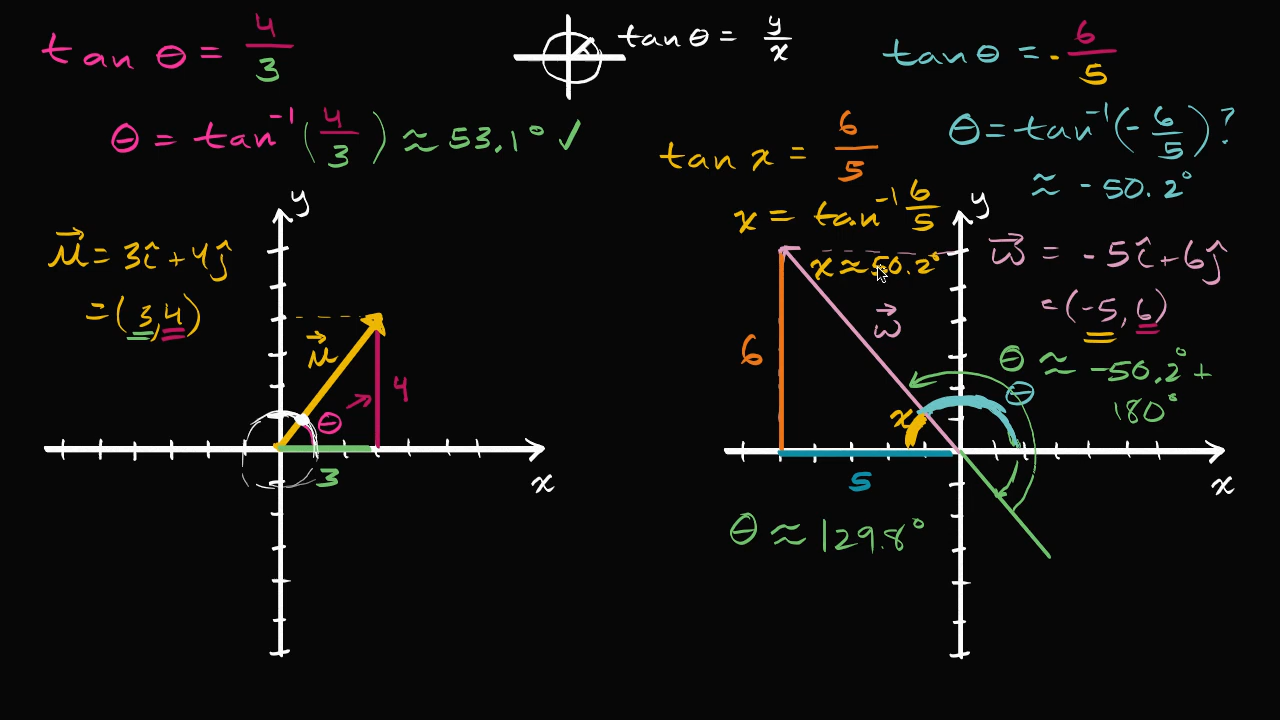 tan θ = 4/3
θ = tan⁻¹(4/3) ≈ 53.1° ✓
tan θ = y/x
tan θ = -6/5
θ = tan⁻¹(-6/5)?
≈ -50.2°
tan x = 6/5
x = tan⁻¹ 6/5
x ≈ 50.2°
y
u⃗ = 3î + 4ĵ
= (3,4)
u⃗
θ
4
3
x
y
w⃗ = -5î+6ĵ
= (-5, 6)
θ ≈ -50.2° +
180°
w⃗
6
x
θ
5
x
θ ≈ 129.8°